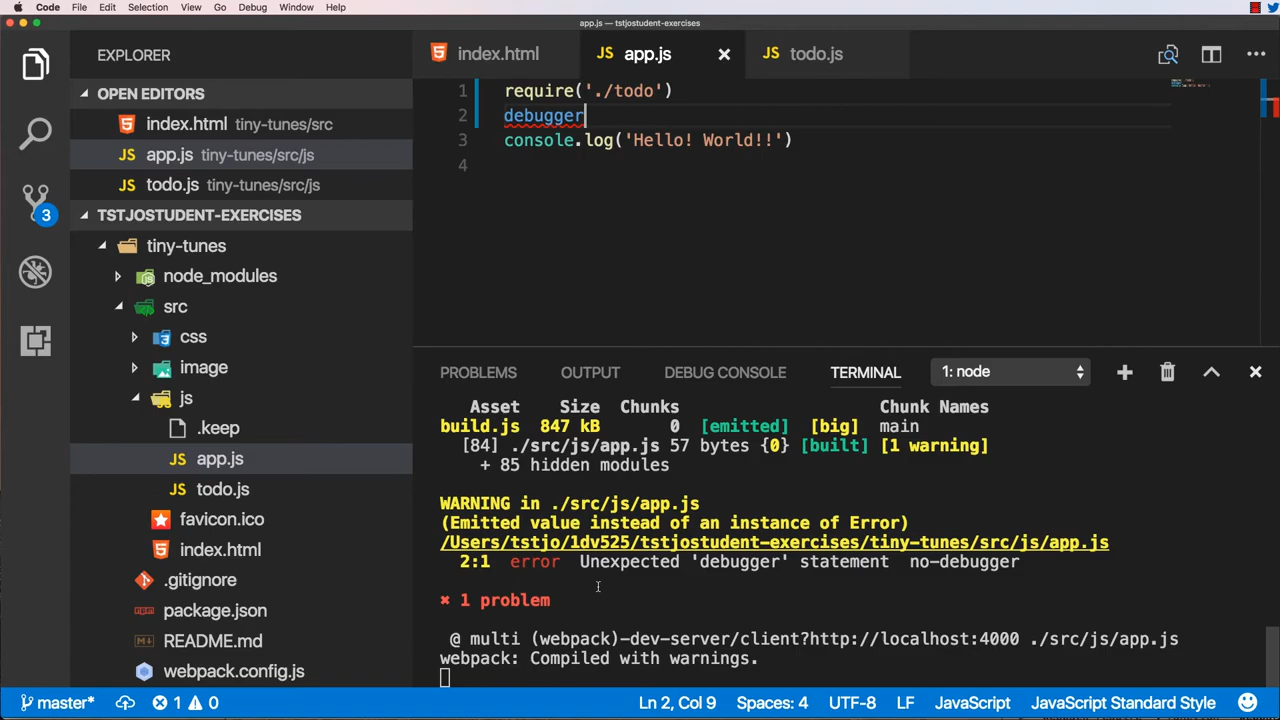 Code File Edit Selection View Go Debug Window Help
app.js — tstjostudent-exercises
EXPLORER
OPEN EDITORS
index.html tiny-tunes/src
JS app.js tiny-tunes/src/js
JS todo.js tiny-tunes/src/js
TSTJOSTUDENT-EXERCISES
tiny-tunes
node_modules
src
css
image
js
.keep
JS app.js
JS todo.js
favicon.ico
index.html
.gitignore
package.json
README.md
webpack.config.js
3
index.html JS app.js JS todo.js
1 require('./todo')
2 debugger
3 console.log('Hello! World!!')
4
PROBLEMS OUTPUT DEBUG CONSOLE TERMINAL 1: node
Asset Size Chunks Chunk Names
build.js 847 kB 0 [emitted] [big] main
[84] ./src/js/app.js 57 bytes {0} [built] [1 warning]
+ 85 hidden modules
WARNING in ./src/js/app.js
(Emitted value instead of an instance of Error)
/Users/tstjo/1dv525/tstjostudent-exercises/tiny-tunes/src/js/app.js
2:1 error Unexpected 'debugger' statement no-debugger
✖ 1 problem
@ multi (webpack)-dev-server/client?http://localhost:4000 ./src/js/app.js
webpack: Compiled with warnings.
master* 1 0 Ln 2, Col 9 Spaces: 4 UTF-8 LF JavaScript JavaScript Standard Style